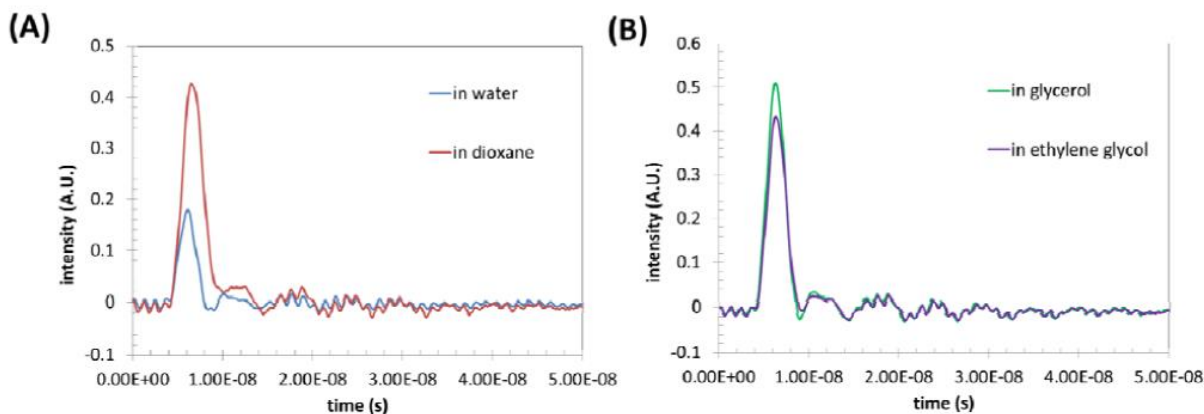 (A)
0.5
0.4
0.3
0.2
0.1
0
-0.1
intensity (A.U.)
in water
in dioxane
0.00E+00 1.00E-08 2.00E-08 3.00E-08 4.00E-08 5.00E-08
time (s)
(B)
0.6
0.5
0.4
0.3
0.2
0.1
0
-0.1
intensity (A.U.)
in glycerol
in ethylene glycol
0.00E+00 1.00E-08 2.00E-08 3.00E-08 4.00E-08 5.00E-08
time (s)